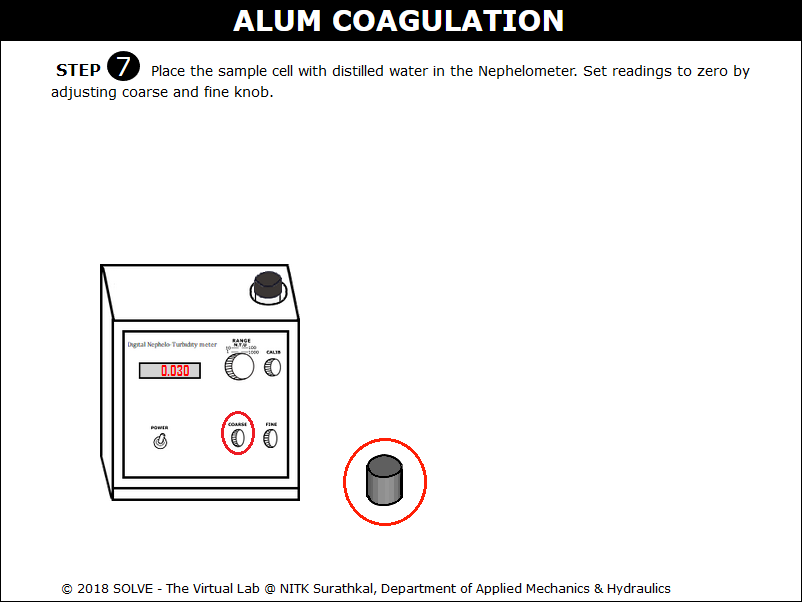 ALUM COAGULATION
STEP 7 Place the sample cell with distilled water in the Nephelometer. Set readings to zero by
adjusting coarse and fine knob.
Digital Nephelo-Turbidity meter
RANGE
N.T.U
10 100
1 1000
CALIB
0.030
POWER
COARSE
FINE
© 2018 SOLVE - The Virtual Lab @ NITK Surathkal, Department of Applied Mechanics & Hydraulics